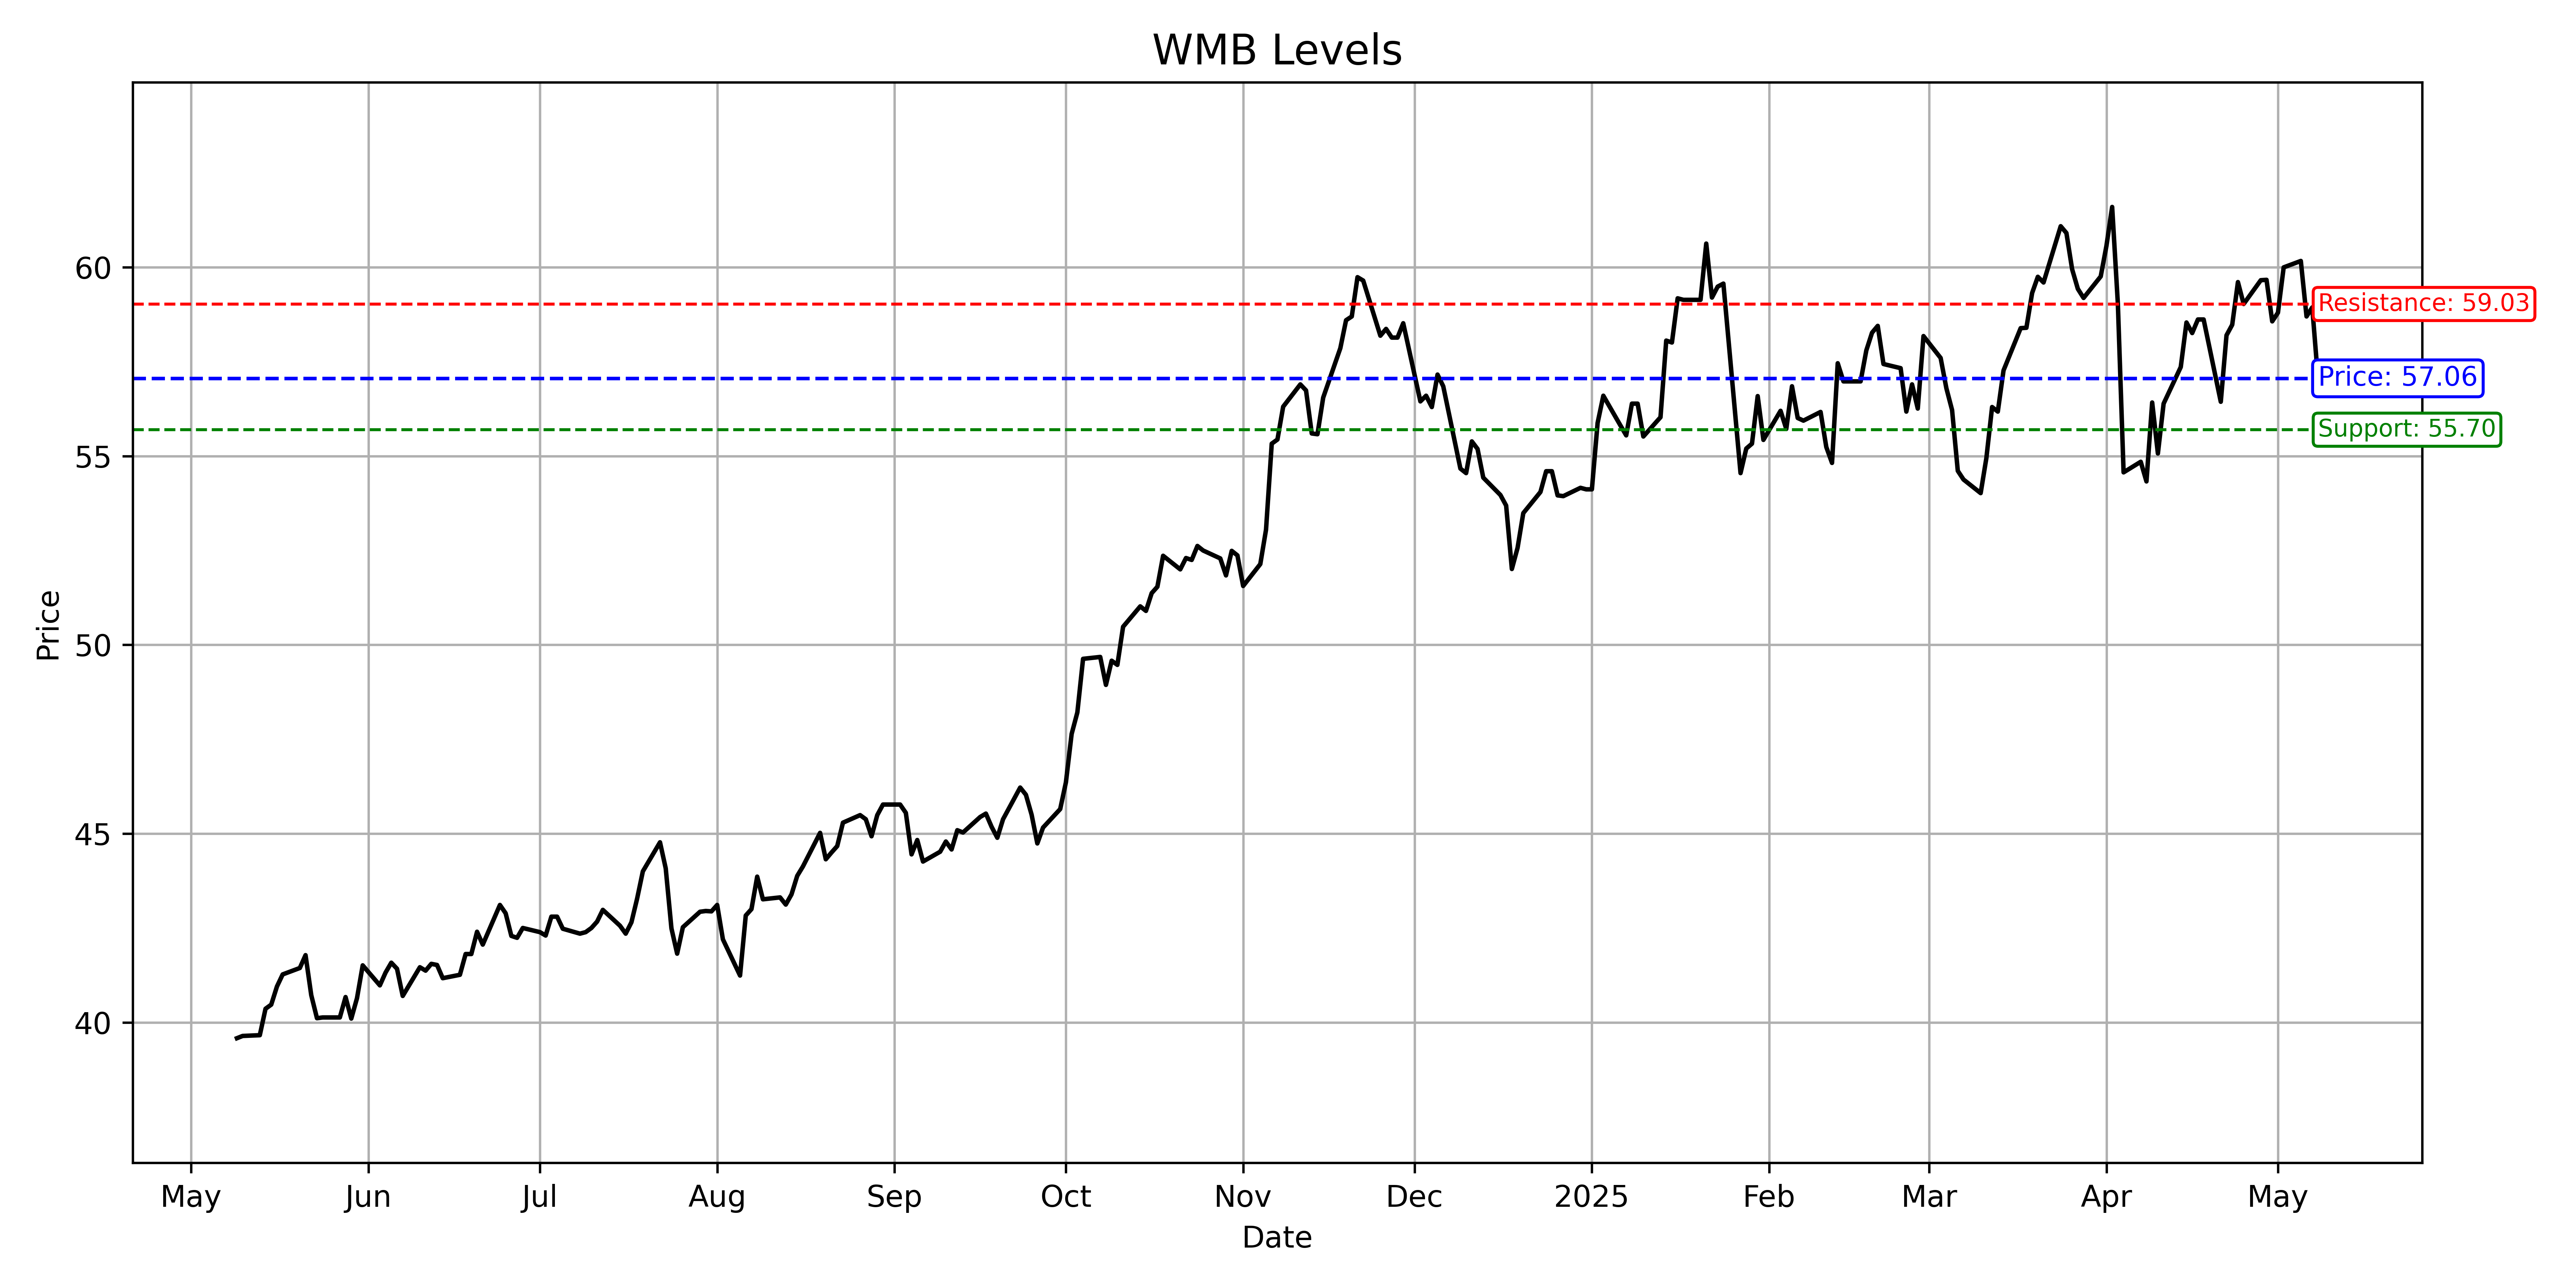 WMB Levels
Price
60
55
50
45
40
Resistance: 59.03
Price: 57.06
Support: 55.70
May
Jun
Jul
Aug
Sep
Oct
Nov
Dec
2025
Feb
Mar
Apr
May
Date